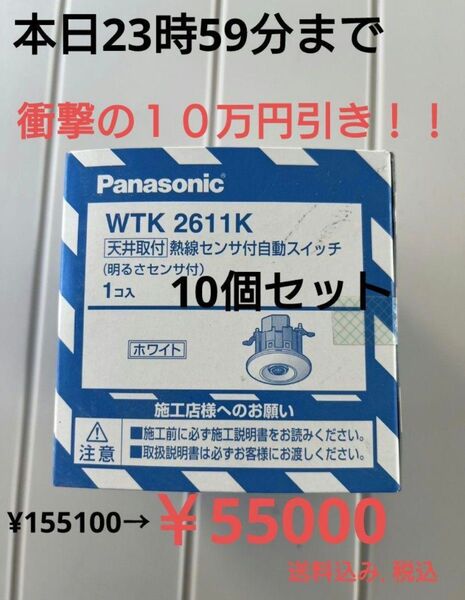 本日23時59分まで
衝撃の１０万円引き！！
Panasonic®
WTK 2611K
天井取付 熱線センサ付自動スイッチ
(明るさセンサ付)
1コ入
10個セット
ホワイト
施工店様へのお願い
注意
■施工前に必ず施工説明書をお読みください。
■取扱説明書は必ずお客様にお渡しください。
¥155100→￥55000
送料込み, 税込